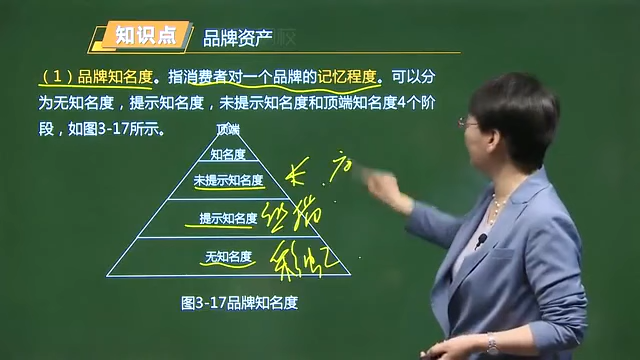 知识点 品牌资产
（1）品牌知名度。指消费者对一个品牌的记忆程度。可以分
为无知名度，提示知名度，未提示知名度和顶端知名度4个阶
段，如图3-17所示。
顶端
知名度
未提示知名度
提示知名度
无知名度 彩虹
图3-17品牌知名度